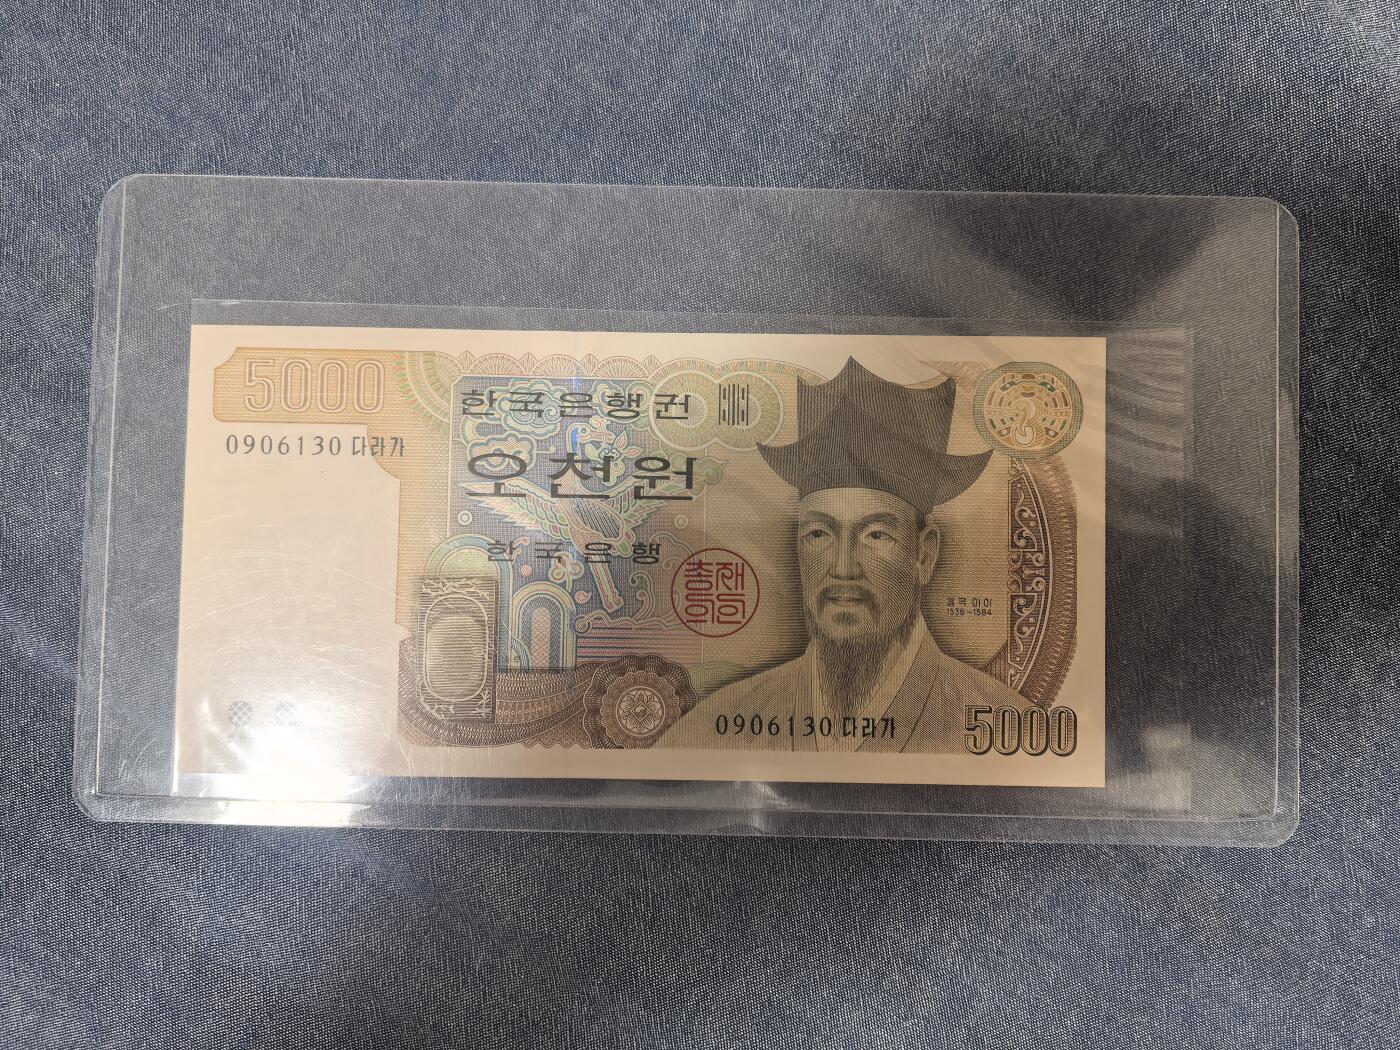 5000
0906130 다라가
한국은행권
오천원
한국은행
총재의인
율곡 이이
1536-1584
0906130 다라가
5000